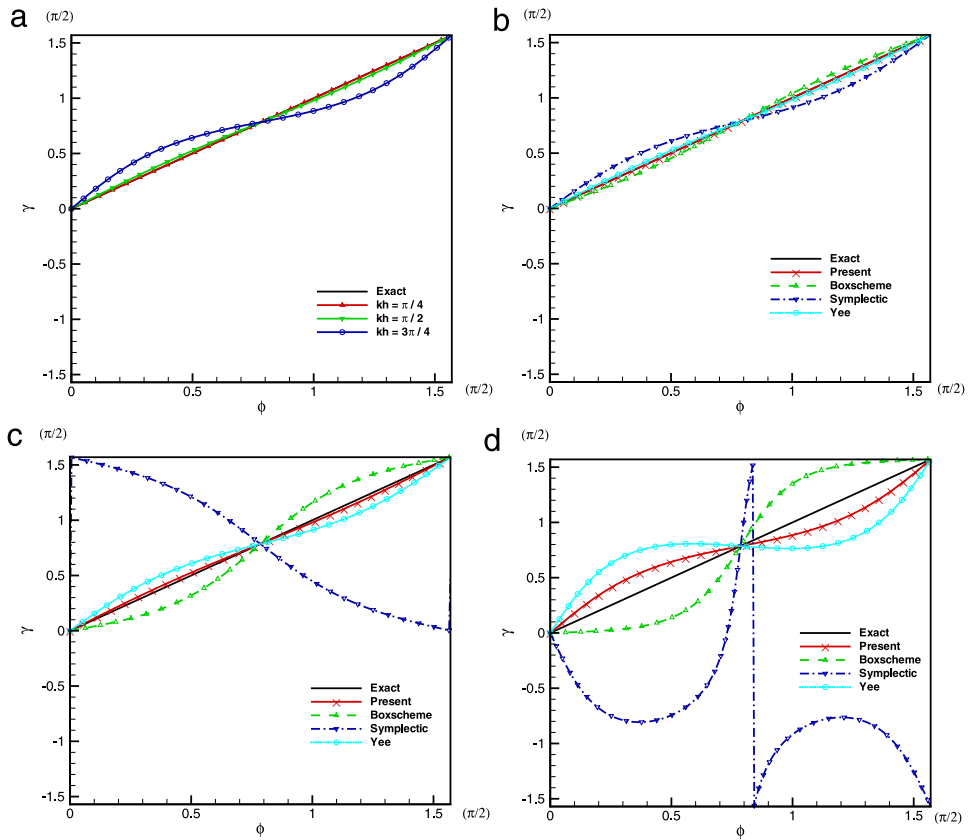 a
(π/2)
1.5
1
0.5
0
-0.5
-1
-1.5
γ
Exact
kh = π / 4
kh = π / 2
kh = 3π / 4
0
0.5
1
1.5
(π/2)
ϕ
b
(π/2)
1.5
1
0.5
0
-0.5
-1
-1.5
γ
Exact
Present
Boxscheme
Symplectic
Yee
0
0.5
1
1.5
(π/2)
ϕ
c
(π/2)
1.5
1
0.5
0
-0.5
-1
-1.5
γ
Exact
Present
Boxscheme
Symplectic
Yee
0
0.5
1
1.5
(π/2)
ϕ
d
(π/2)
1.5
1
0.5
0
-0.5
-1
-1.5
γ
Exact
Present
Boxscheme
Symplectic
Yee
0
0.5
1
1.5
(π/2)
ϕ